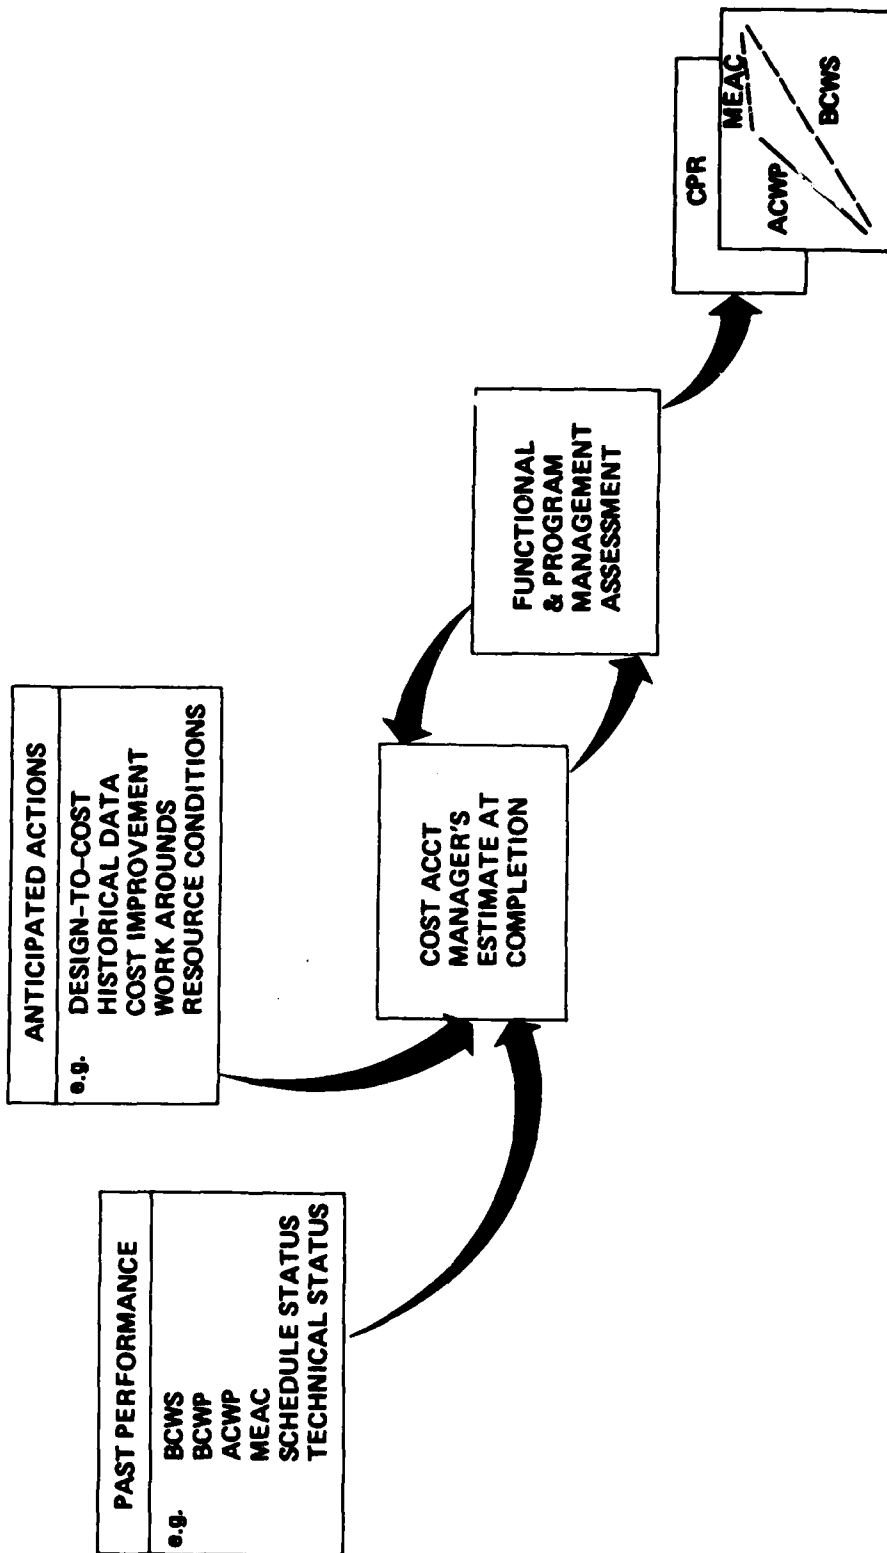 PAST PERFORMANCE
e.g. BCWS
BCWP
ACWP
MEAC
SCHEDULE STATUS
TECHNICAL STATUS
ANTICIPATED ACTIONS
e.g. DESIGN-TO-COST
HISTORICAL DATA
COST IMPROVEMENT
WORK AROUNDS
RESOURCE CONDITIONS
COST ACCT
MANAGER'S
ESTIMATE AT
COMPLETION
FUNCTIONAL
& PROGRAM
MANAGEMENT
ASSESSMENT
CPR
MEAC
ACWP
BCWS